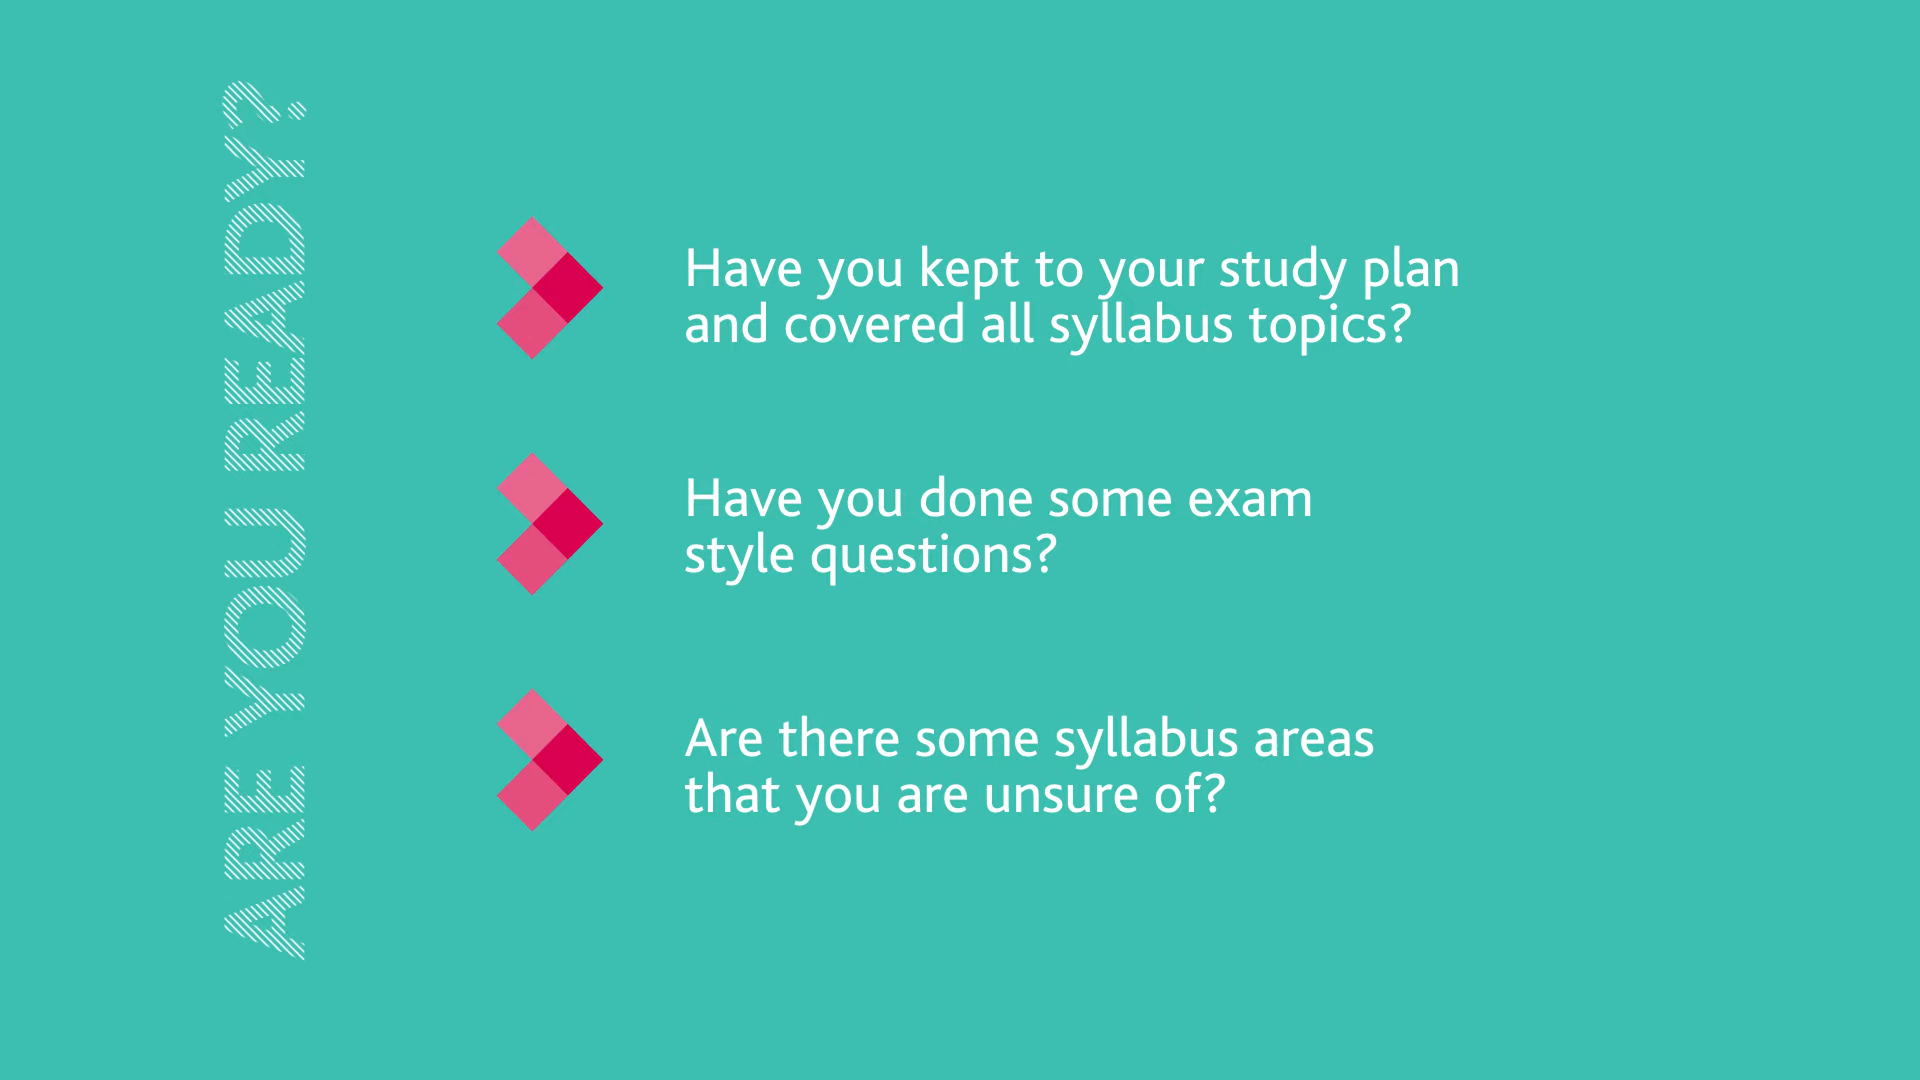 ARE YOU READY?
Have you kept to your study plan
and covered all syllabus topics?
Have you done some exam
style questions?
Are there some syllabus areas
that you are unsure of?